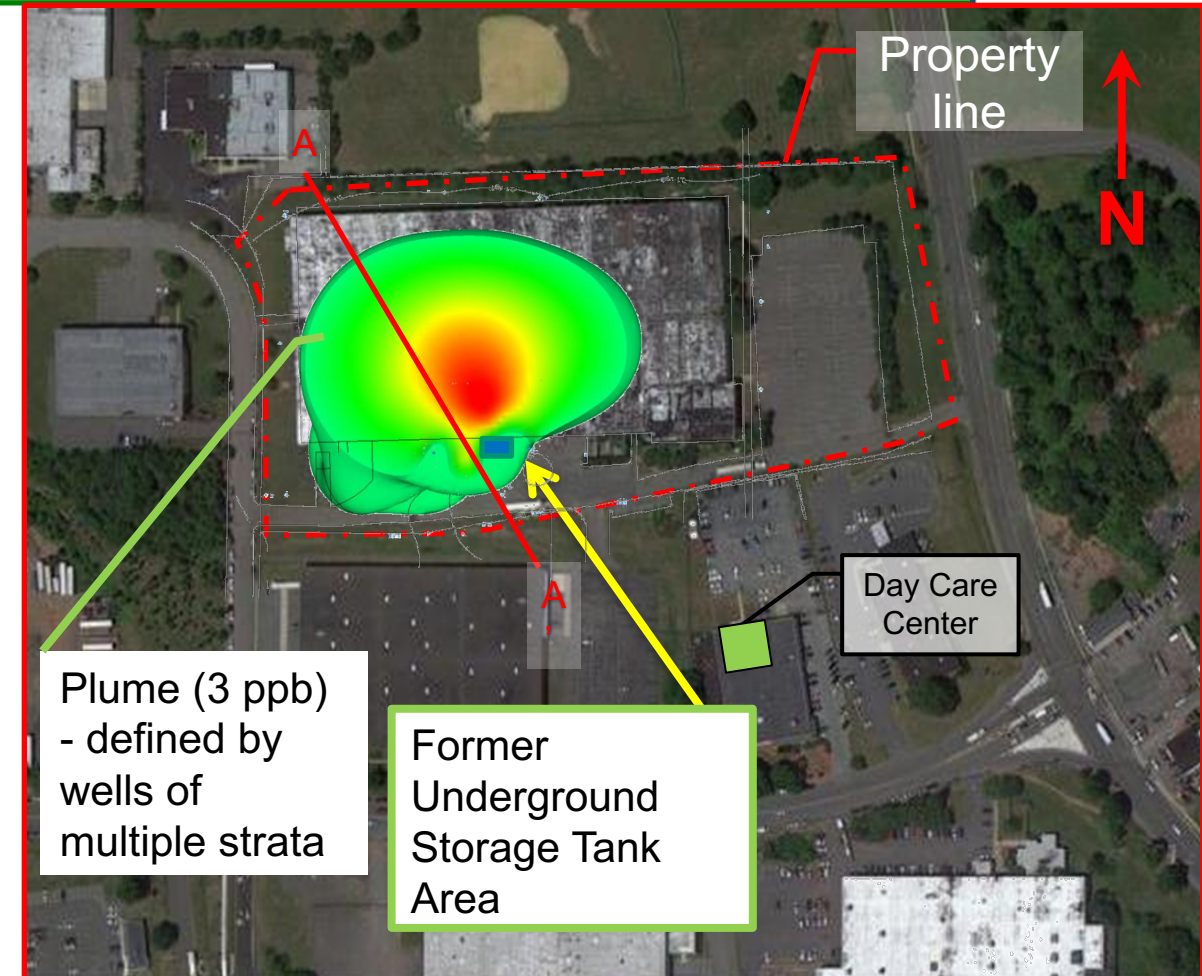 Property
line
N
A
A
Day Care
Center
Plume (3 ppb)
- defined by
wells of
multiple strata
Former
Underground
Storage Tank
Area